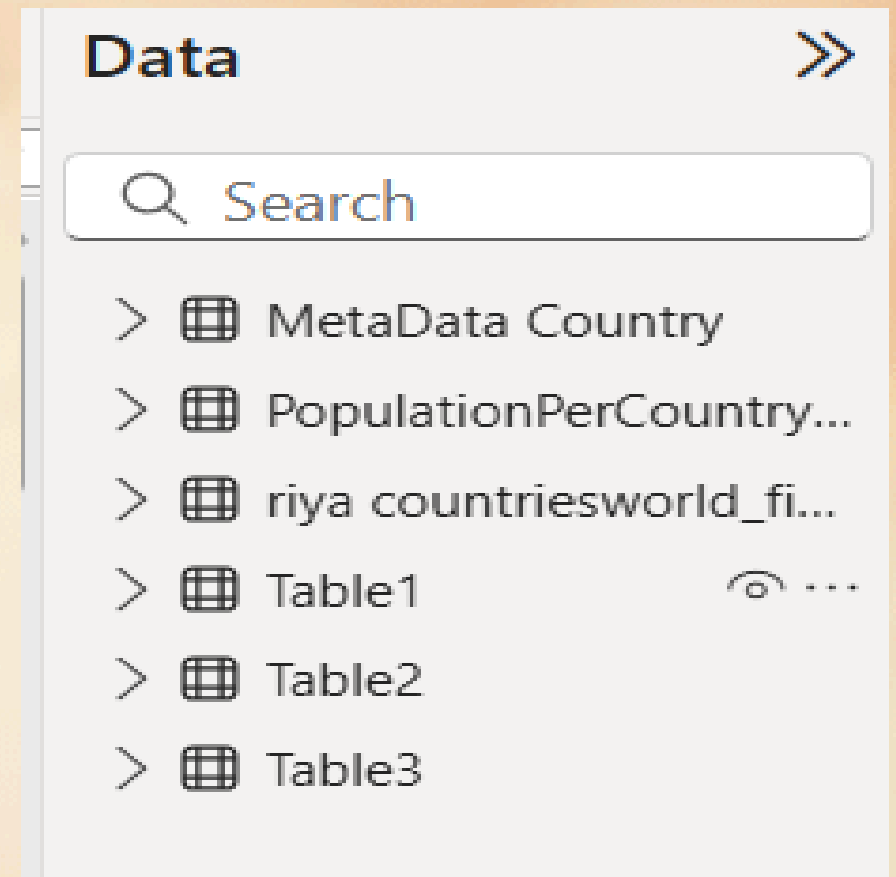 Data
Search
MetaData Country
PopulationPerCountry...
riya countriesworld_fi...
Table1
Table2
Table3